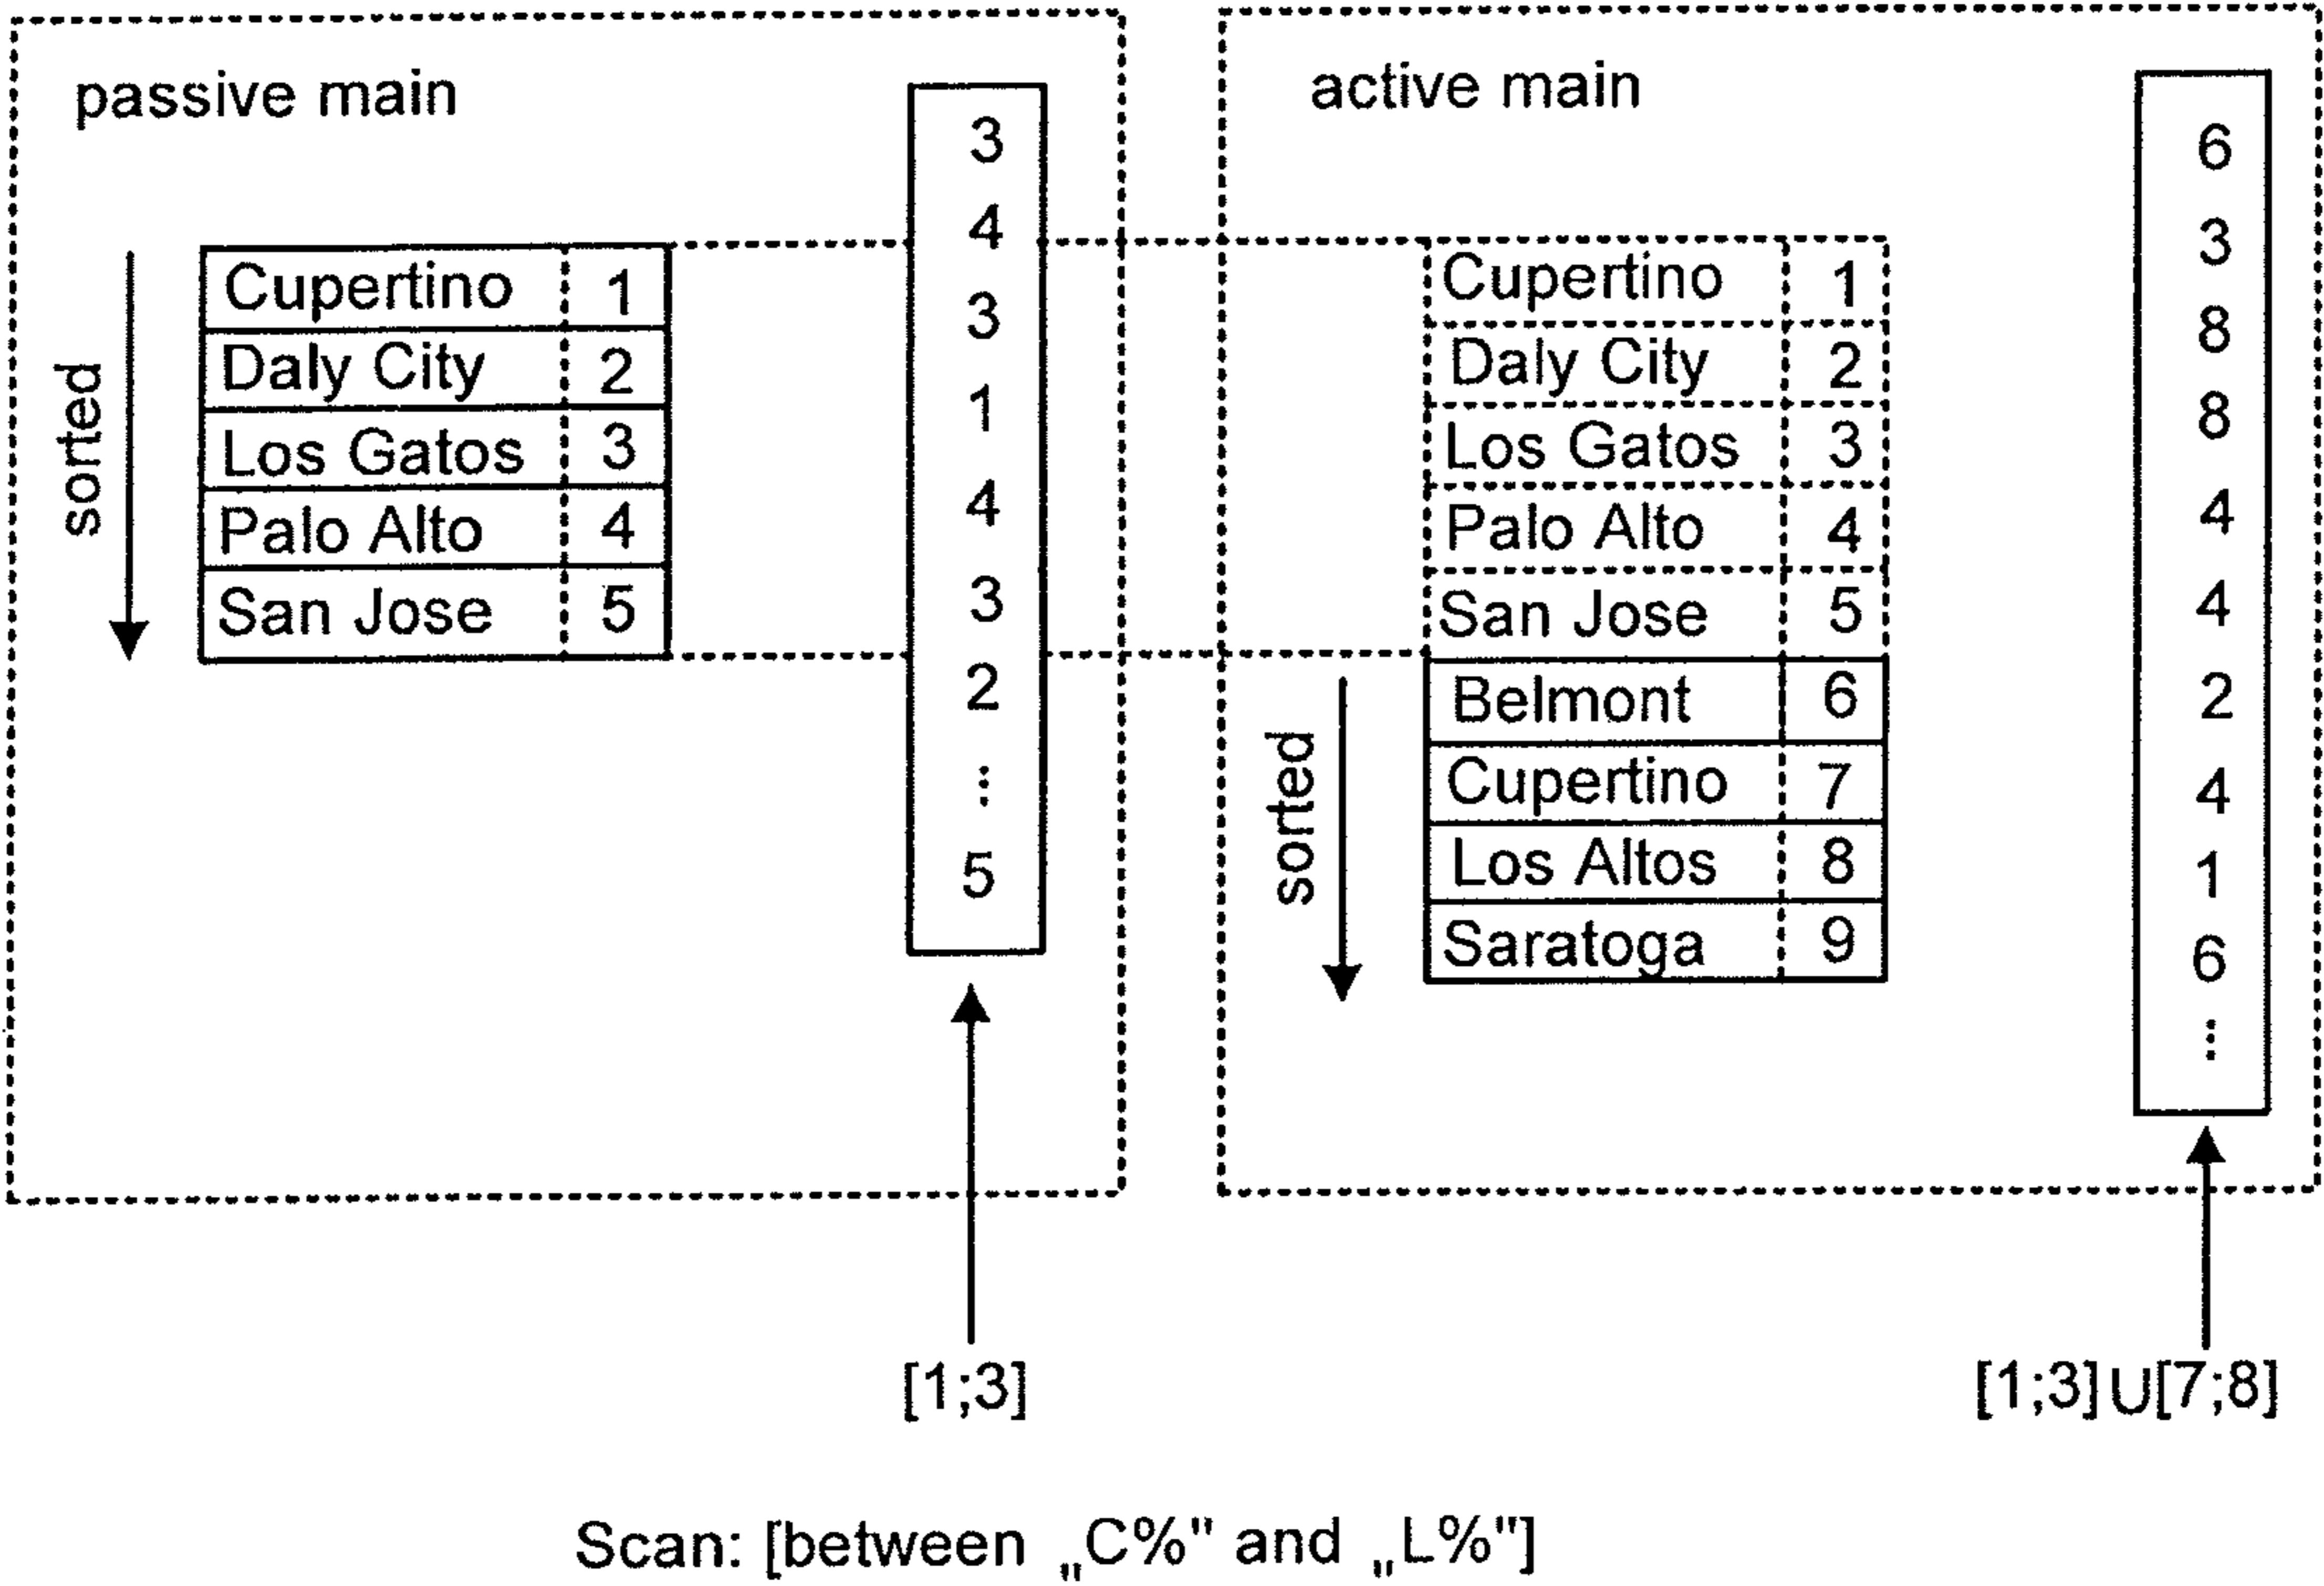 passive main
sorted
Cupertino 1
Daly City 2
Los Gatos 3
Palo Alto 4
San Jose 5
3
4
3
1
4
3
2
⋮
5
[1;3]
active main
Cupertino 1
Daly City 2
Los Gatos 3
Palo Alto 4
San Jose 5
sorted
Belmont 6
Cupertino 7
Los Altos 8
Saratoga 9
6
3
8
8
4
4
2
4
1
6
⋮
[1;3]∪[7;8]
Scan: [between „C%" and „L%"]